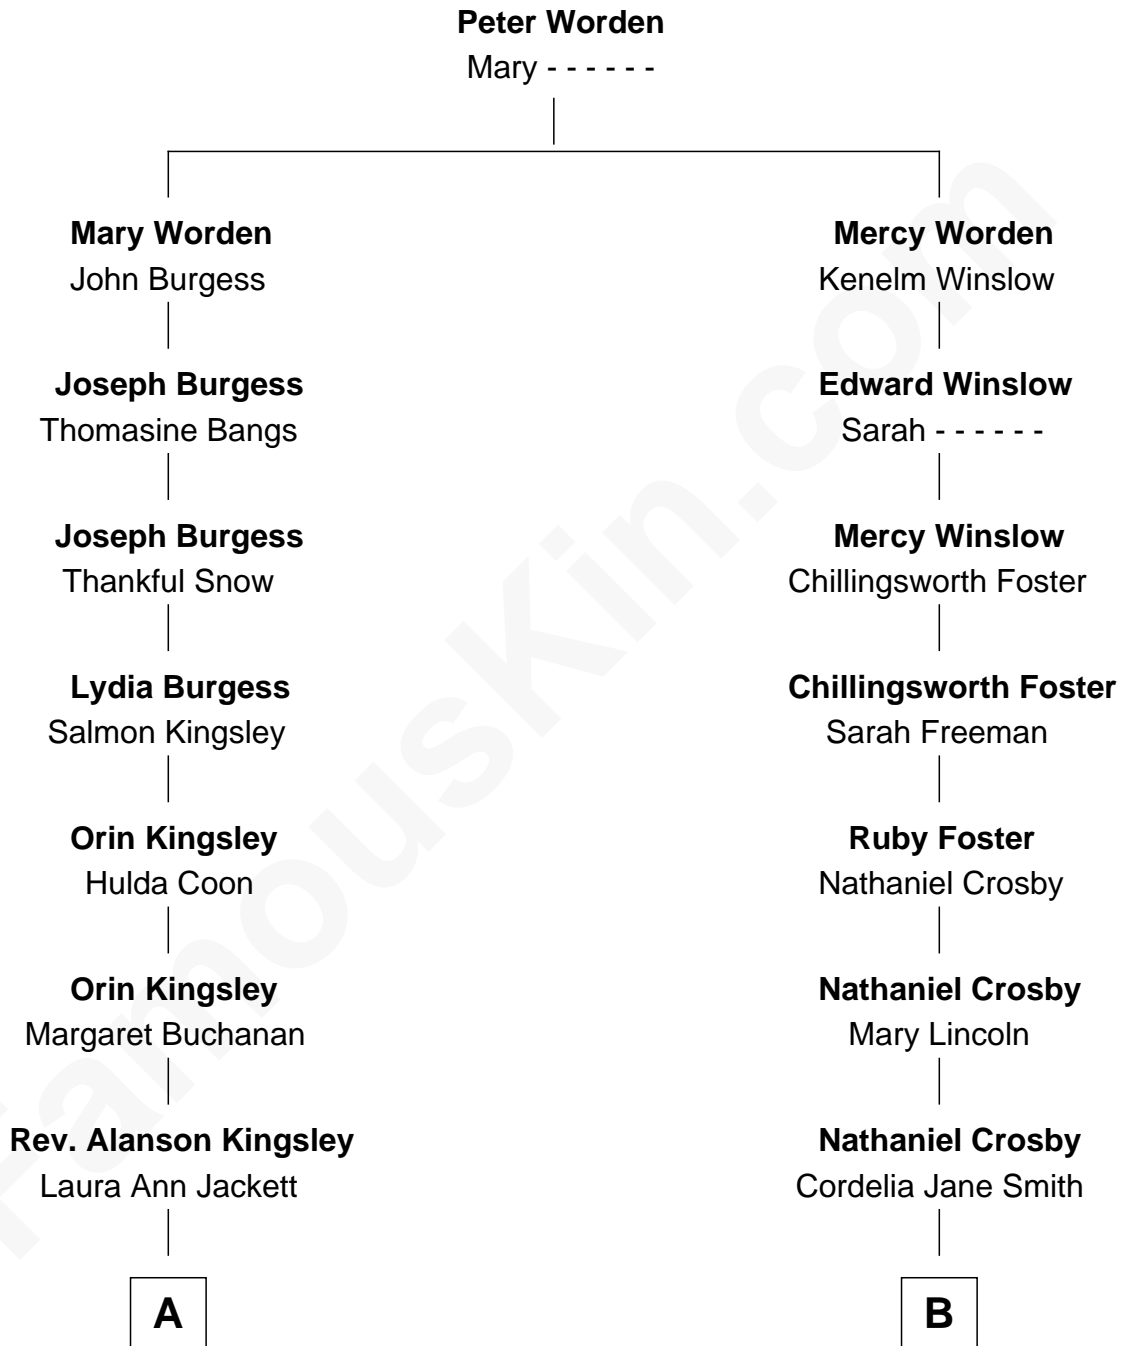 Peter Worden
Mary - - - - - -
Mary Worden
John Burgess
Mercy Worden
Kenelm Winslow
Joseph Burgess
Thomasine Bangs
Edward Winslow
Sarah - - - - - -
Joseph Burgess
Thankful Snow
Mercy Winslow
Chillingsworth Foster
Lydia Burgess
Salmon Kingsley
Chillingsworth Foster
Sarah Freeman
Orin Kingsley
Hulda Coon
Ruby Foster
Nathaniel Crosby
Orin Kingsley
Margaret Buchanan
Nathaniel Crosby
Mary Lincoln
Rev. Alanson Kingsley
Laura Ann Jackett
Nathaniel Crosby
Cordelia Jane Smith
A
B
FamousKin.com